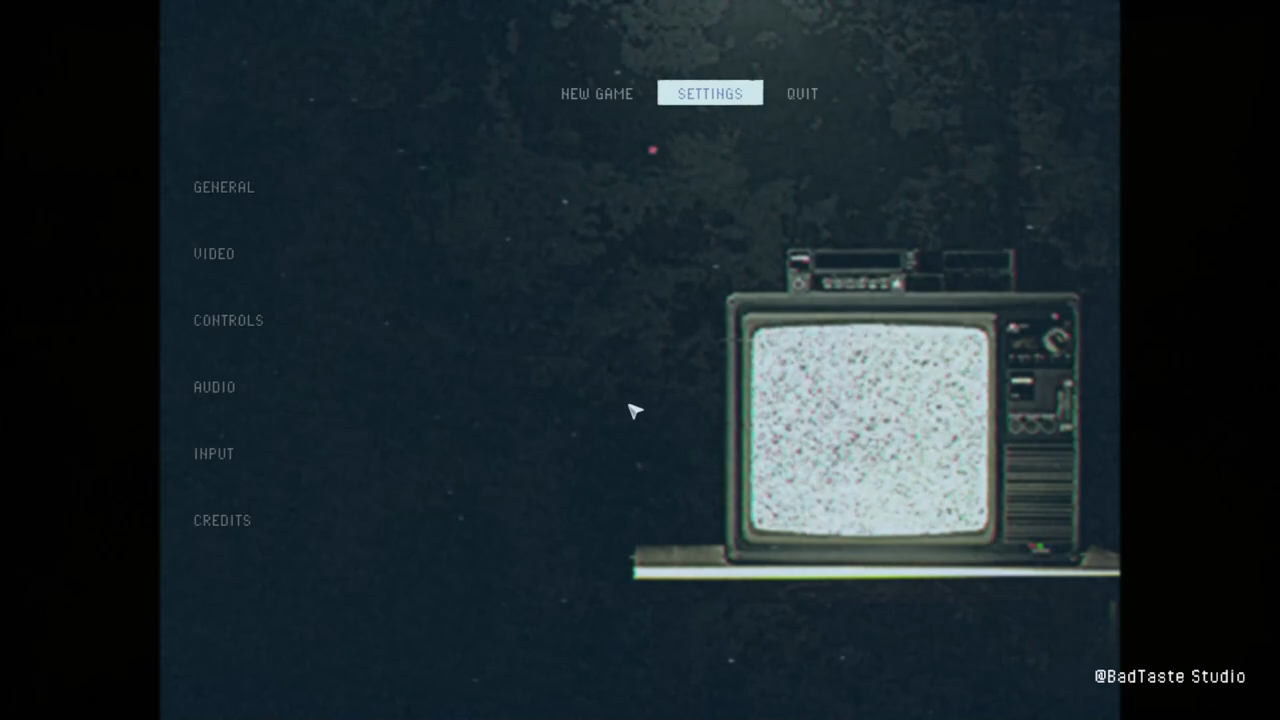 NEW GAME SETTINGS QUIT
GENERAL
VIDEO
CONTROLS
AUDIO
INPUT
CREDITS
@BadTaste Studio